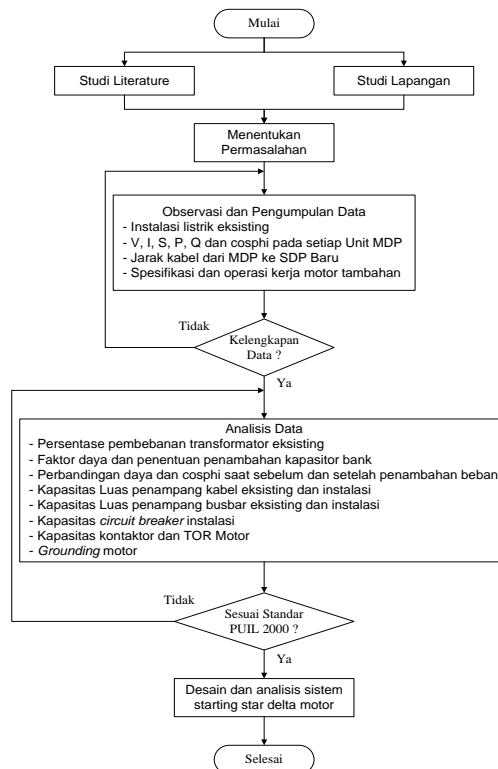 Mulai
Studi Literature
Studi Lapangan
Menentukan
Permasalahan
Observasi dan Pengumpulan Data
- Instalasi listrik eksisting
- V, I, S, P, Q dan cosphi pada setiap Unit MDP
- Jarak kabel dari MDP ke SDP Baru
- Spesifikasi dan operasi kerja motor tambahan
Tidak
Kelengkapan
Data ?
Ya
Analisis Data
- Persentase pembebanan transformator eksisting
- Faktor daya dan penentuan penambahan kapasitor bank
- Perbandingan daya dan cosphi saat sebelum dan setelah penambahan beban
- Kapasitas Luas penampang kabel eksisting dan instalasi
- Kapasitas Luas penampang busbar eksisting dan instalasi
- Kapasitas circuit breaker instalasi
- Kapasitas kontaktor dan TOR Motor
- Grounding motor
Tidak
Sesuai Standar
PUIL 2000 ?
Ya
Desain dan analisis sistem
starting star delta motor
Selesai